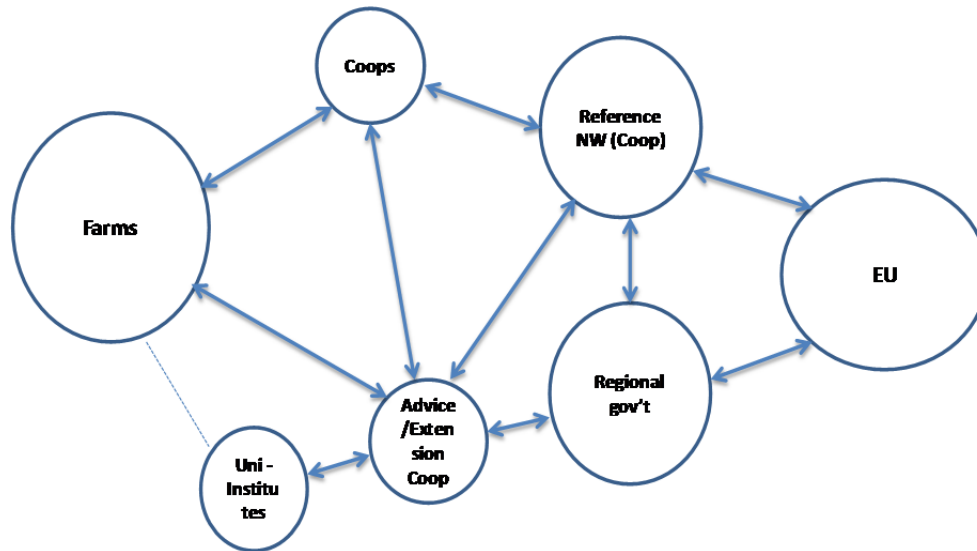 Coops
Reference
NW (Coop)
Farms
EU
Regional
gov't
Advice
/Exten
sion
Coop
Uni -
Institu
tes